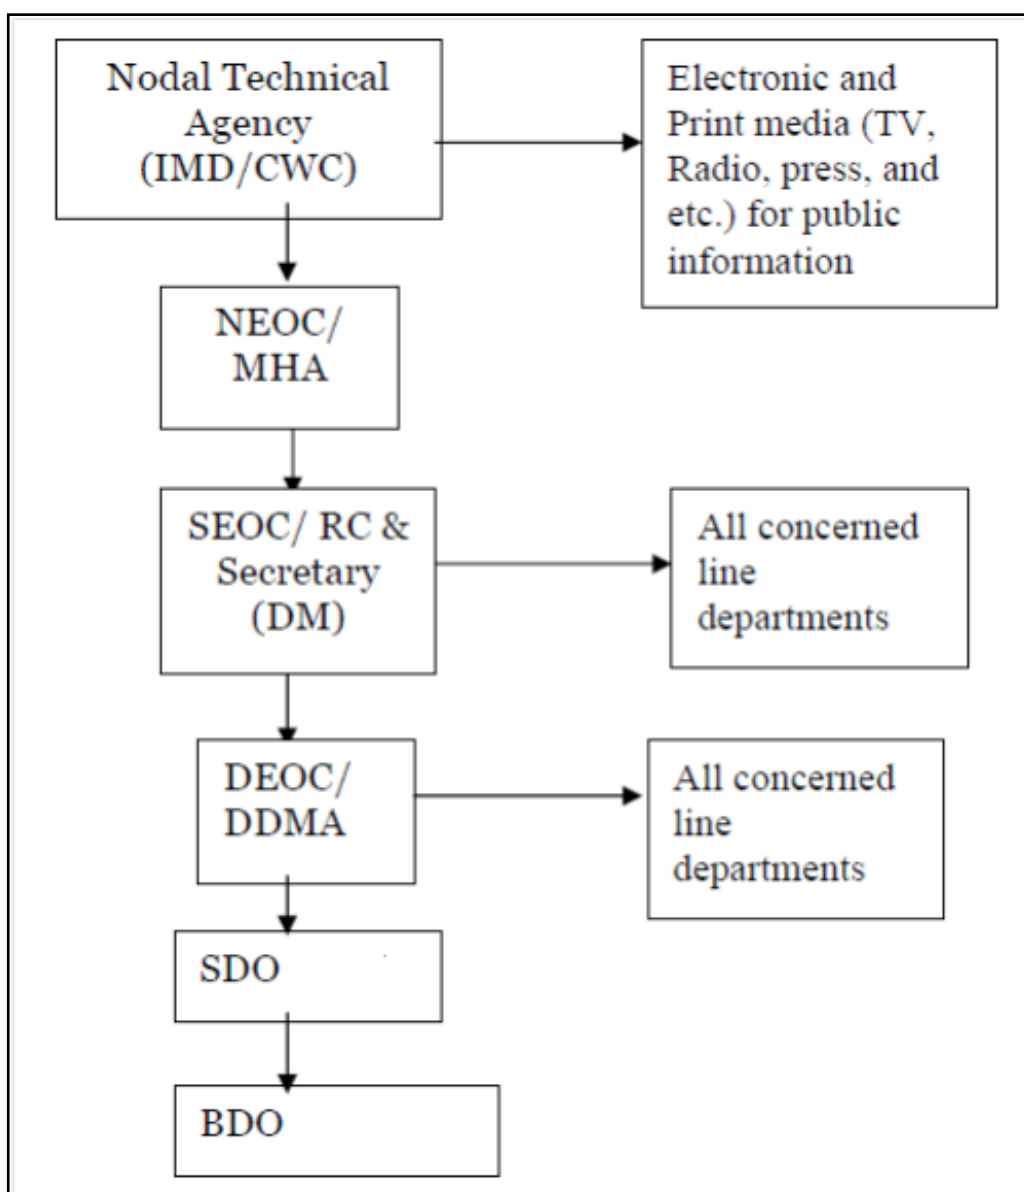 Nodal Technical
Agency
(IMD/CWC)
Electronic and
Print media (TV,
Radio, press, and
etc.) for public
information
NEOC/
MHA
SEOC/ RC &
Secretary
(DM)
All concerned
line
departments
DEOC/
DDMA
All concerned
line
departments
SDO
BDO